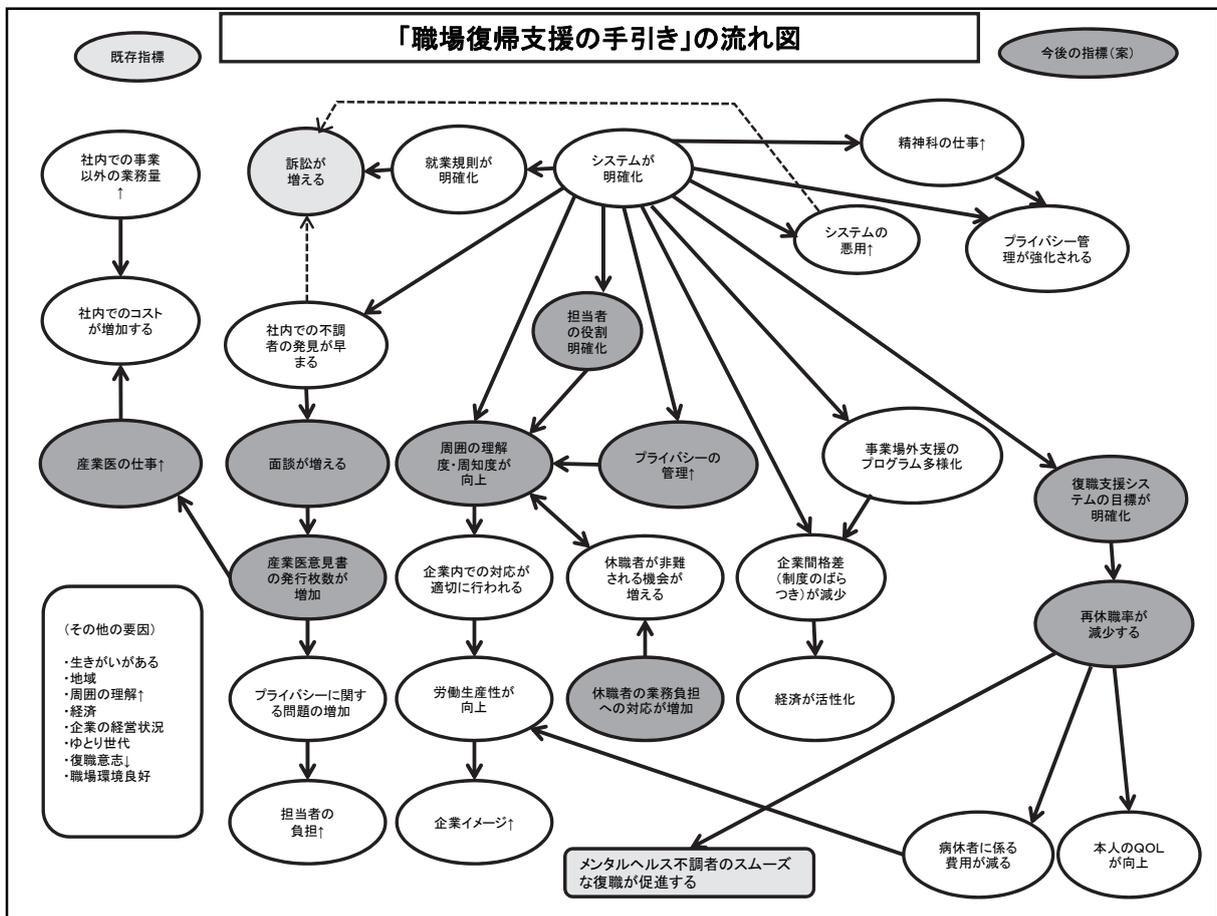 「職場復帰支援の手引き」の流れ図
既存指標
今後の指標(案)
社内での事業
以外の業務量
↑
訴訟が
増える
就業規則が
明確化
システムが
明確化
精神科の仕事↑
システムの
悪用↑
プライバシー管
理が強化される
社内でのコスト
が増加する
社内での不調
者の発見が早
まる
担当者
の役割
明確化
産業医の仕事↑
面談が増える
周囲の理解
度・周知度が
向上
プライバシーの
管理↑
事業場外支援の
プログラム多様化
復職支援シス
テムの目標が
明確化
産業医意見書
の発行枚数が
増加
企業内での対応が
適切に行われる
休職者が非難
される機会が
増える
企業間格差
(制度のばら
つき)が減少
再休職率が
減少する
(その他の要因)
・生きがいがある
・地域
・周囲の理解↑
・経済
・企業の経営状況
・ゆとり世代
・復職意志↓
・職場環境良好
プライバシーに関す
る問題の増加
労働生産性が
向上
休職者の業務負担
への対応が増加
経済が活性化
担当者の
負担↑
企業イメージ↑
メンタルヘルス不調者のスムーズ
な復職が促進する
病休者に係る
費用が減る
本人のQOL
が向上